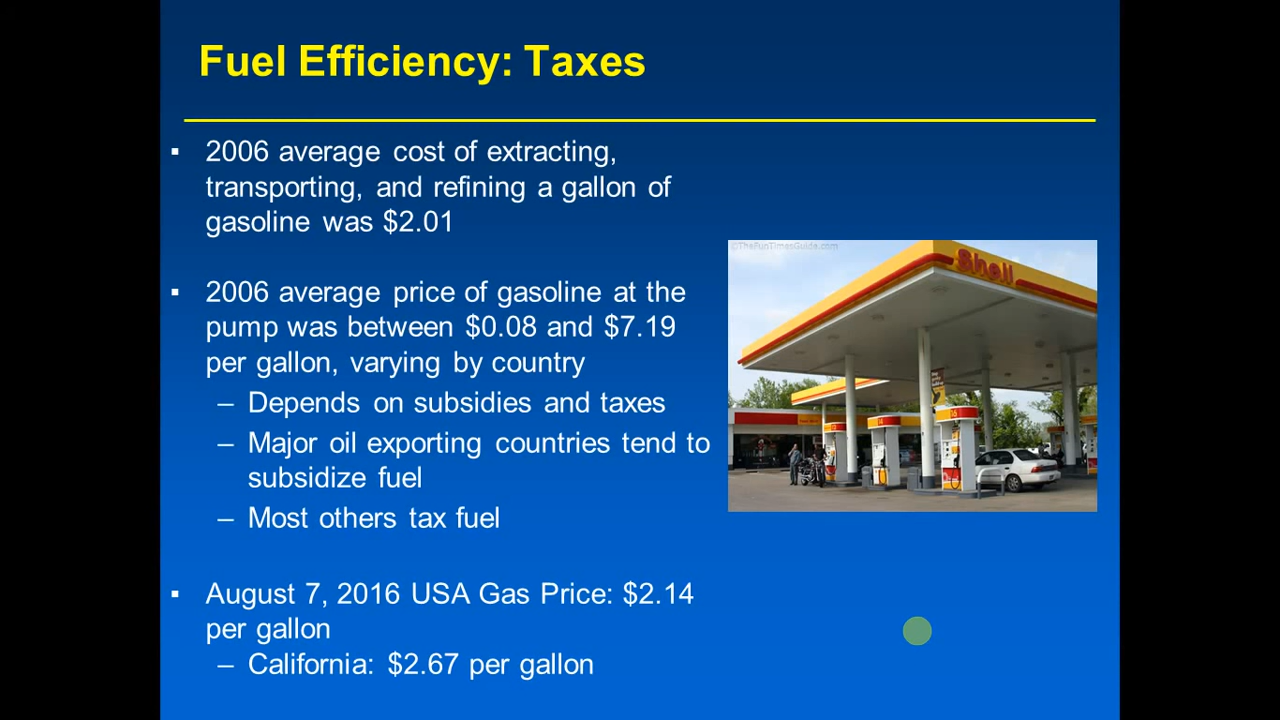 Fuel Efficiency: Taxes
▪ 2006 average cost of extracting,
transporting, and refining a gallon of
gasoline was $2.01
▪ 2006 average price of gasoline at the
pump was between $0.08 and $7.19
per gallon, varying by country
– Depends on subsidies and taxes
– Major oil exporting countries tend to
subsidize fuel
– Most others tax fuel
▪ August 7, 2016 USA Gas Price: $2.14
per gallon
– California: $2.67 per gallon
©TheFunTimesGuide.com
Shell